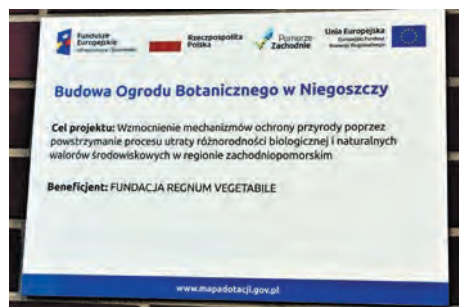 Fundusze
Europejskie
Rzeczpospolita
Polska
Pomorze
Zachodnie
Unia Europejska
Budowa Ogrodu Botanicznego w Niegoszczy
Cel projektu: Wzmocnienie mechanizmów ochrony przyrody poprzez
powstrzymanie procesu utraty różnorodności biologicznej i naturalnych
walorów środowiskowych w regionie zachodniopomorskim
Beneficjent: FUNDACJA REGNUM VEGETABILE
www.mapadotacji.gov.pl